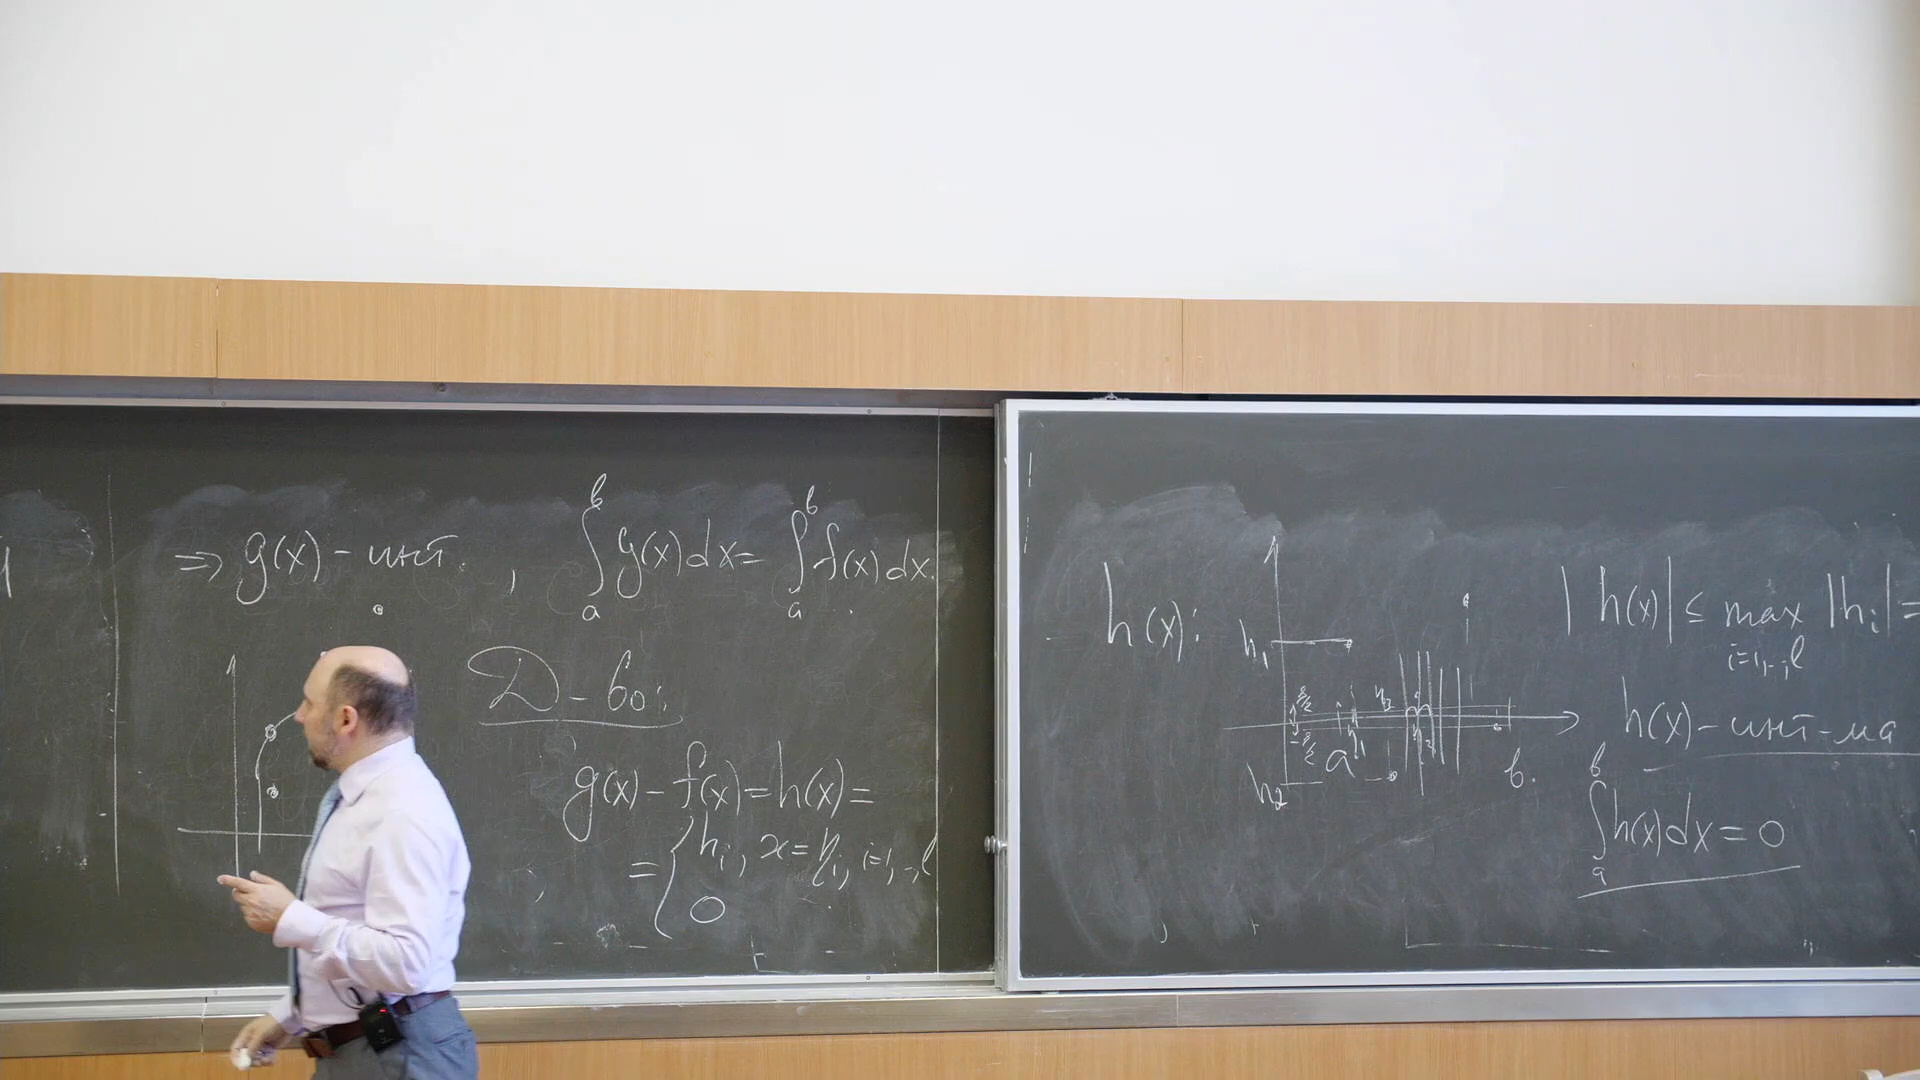 ⇒ g(x) – инт. , ∫ₐᵇ g(x)dx = ∫ₐᵇ f(x)dx.
Д – во:
g(x) – f(x) = h(x) =
= { hᵢ, x = ηᵢ, i=1,..,l
0
h(x):
h₁
h₂
a
b.
|h(x)| ≤ max |hᵢ| =
i=1,..,l
h(x) – инт-ма
∫ₐᵇ h(x)dx = 0